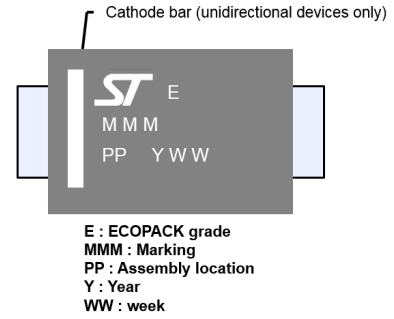 Cathode bar (unidirectional devices only)
ST E
M M M
PP Y W W
E : ECOPACK grade
MMM : Marking
PP : Assembly location
Y : Year
WW : week